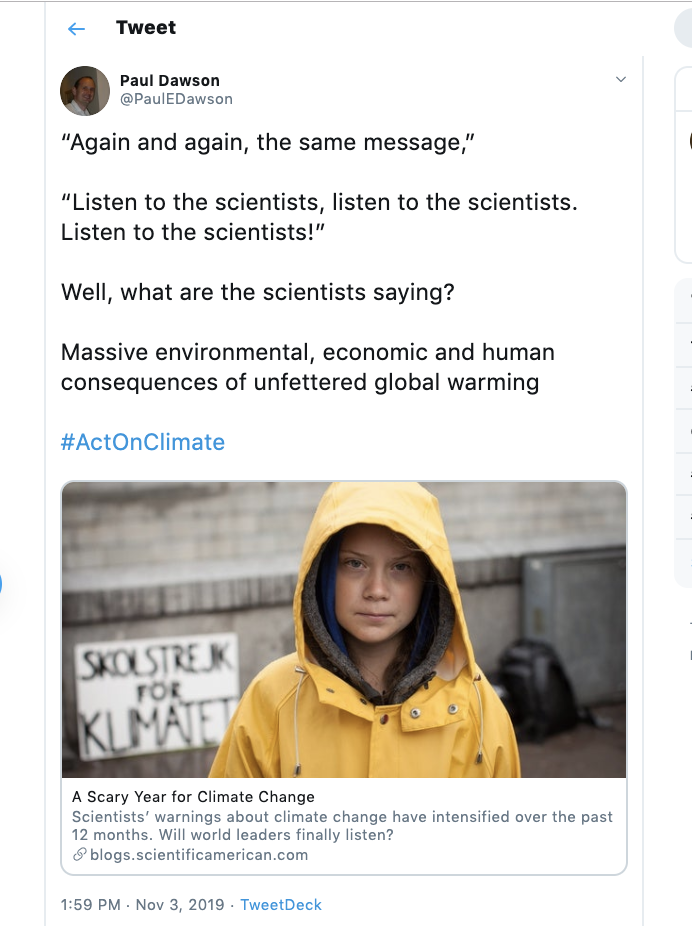 Tweet
Paul Dawson
@PaulEDawson
“Again and again, the same message,”
“Listen to the scientists, listen to the scientists.
Listen to the scientists!”
Well, what are the scientists saying?
Massive environmental, economic and human
consequences of unfettered global warming
#ActOnClimate
SKOLSTREJK
FÖR
KLIMATET
A Scary Year for Climate Change
Scientists’ warnings about climate change have intensified over the past
12 months. Will world leaders finally listen?
blogs.scientificamerican.com
1:59 PM · Nov 3, 2019 · TweetDeck